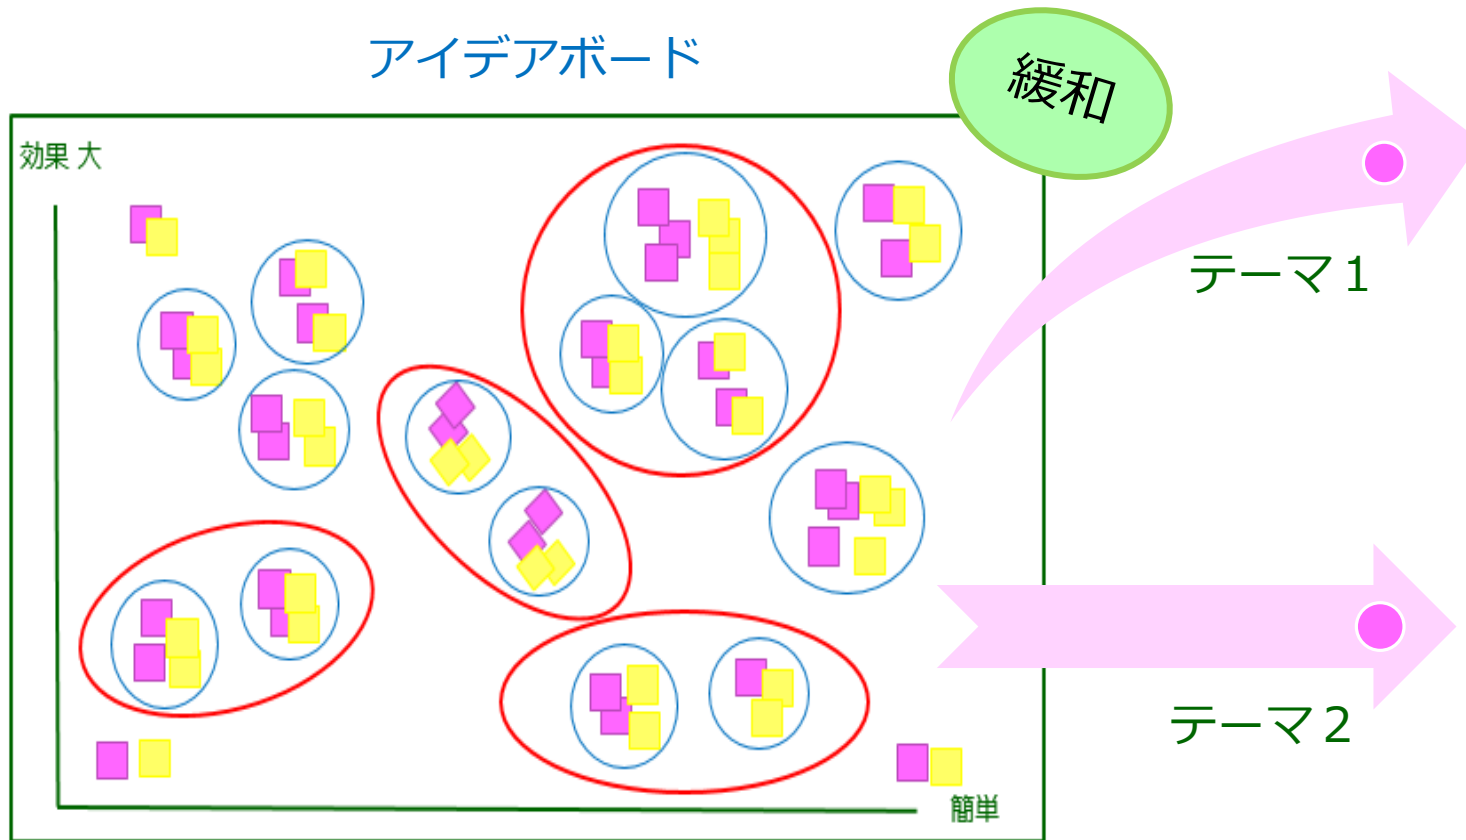 アイデアボード
緩和
効果 大
テーマ１
テーマ２
簡単